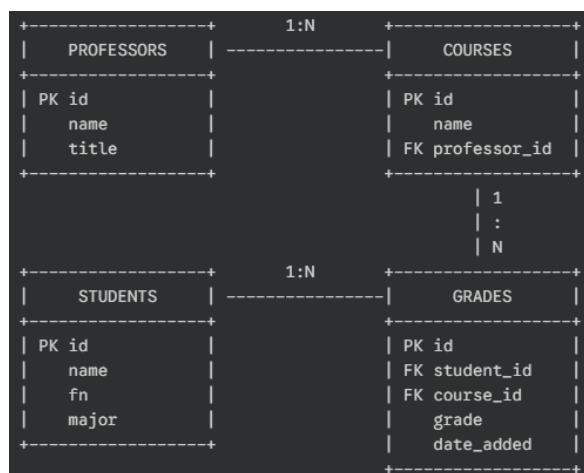 +------------------+      1:N      +------------------+
|    PROFESSORS    | ----------------|     COURSES      |
+------------------+               +------------------+
| PK id            |               | PK id            |
|    name          |               |    name          |
|    title         |               | FK professor_id  |
+------------------+               +------------------+
| 1
| :
| N
+------------------+      1:N      +------------------+
|     STUDENTS     | ----------------|      GRADES      |
+------------------+               +------------------+
| PK id            |               | PK id            |
|    name          |               | FK student_id    |
|    fn            |               | FK course_id     |
|    major         |               |    grade         |
+------------------+               |    date_added    |
+------------------+